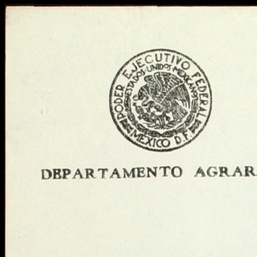 PODER EJECUTIVO FEDERAL
ESTADOS UNIDOS MEXICANOS
MEXICO D.F.
DEPARTAMENTO AGRAR